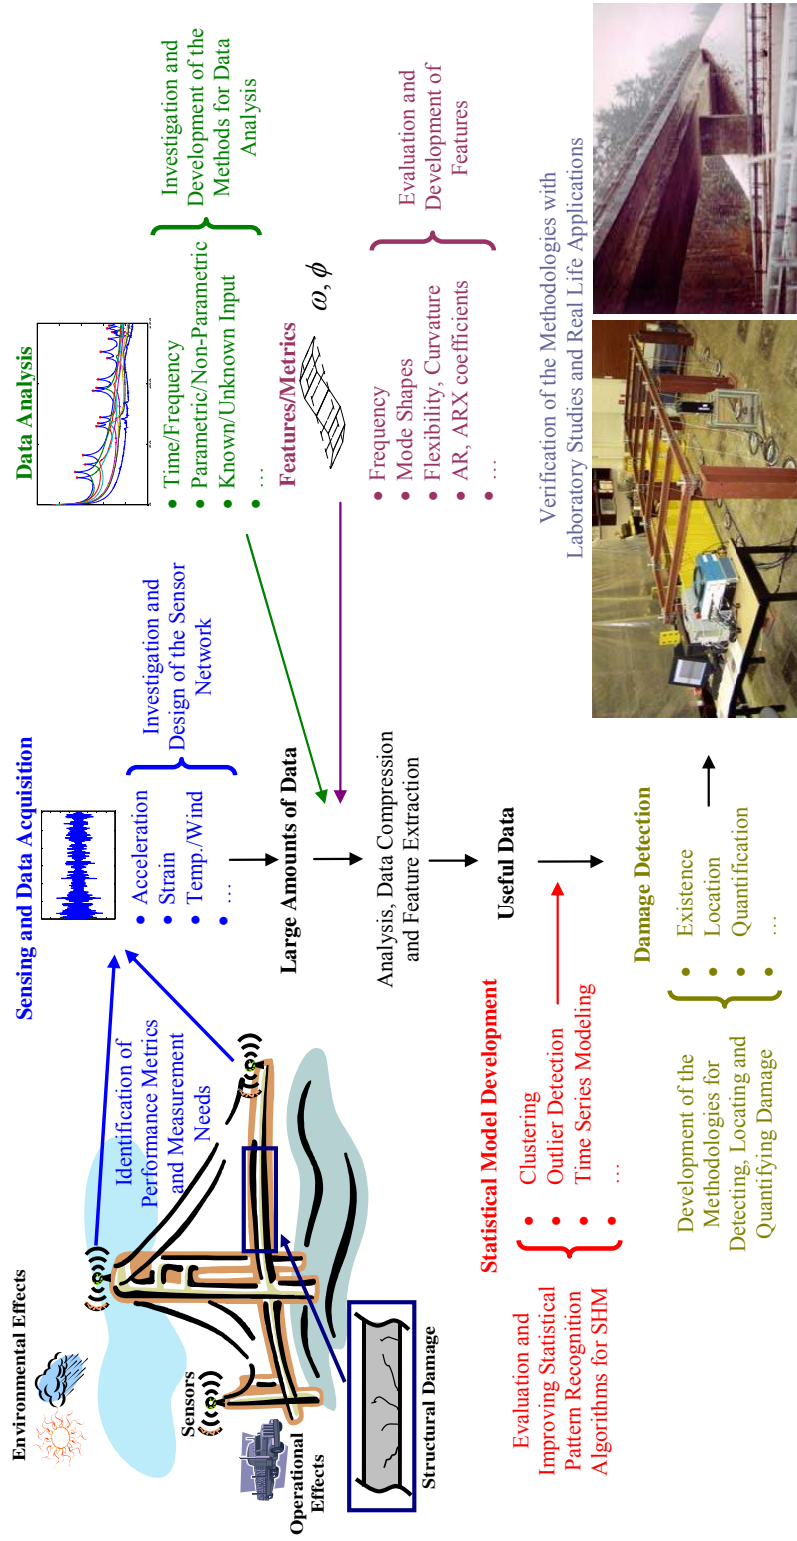 Environmental Effects
Sensors
Operational
Effects
Structural Damage
Identification of
Performance Metrics
and Measurement
Needs
Sensing and Data Acquisition
• Acceleration
• Strain
• Temp./Wind
• …
Investigation and
Design of the Sensor
Network
Data Analysis
• Time/Frequency
• Parametric/Non-Parametric
• Known/Unknown Input
• …
Investigation and
Development of the
Methods for Data
Analysis
Large Amounts of Data
Features/Metrics
ω, ϕ
• Frequency
• Mode Shapes
• Flexibility, Curvature
• AR, ARX coefficients
• …
Evaluation and
Development of
Features
Analysis, Data Compression
and Feature Extraction
Useful Data
Statistical Model Development
• Clustering
• Outlier Detection
• Time Series Modeling
• …
Evaluation and
Improving Statistical
Pattern Recognition
Algorithms for SHM
Damage Detection
• Existence
• Location
• Quantification
• …
Development of the
Methodologies for
Detecting, Locating and
Quantifying Damage
Verification of the Methodologies with
Laboratory Studies and Real Life Applications